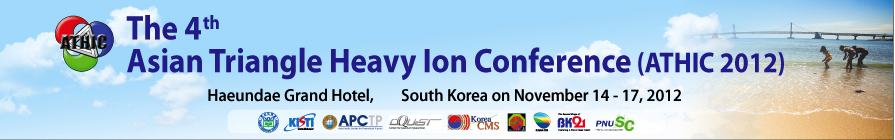 The 4th
Asian Triangle Heavy Ion Conference (ATHIC 2012)
ATHIC
Haeundae Grand Hotel, South Korea on November 14 - 17, 2012
KISTI APCTP CQUEST Korea CMS BK21 PNU SC